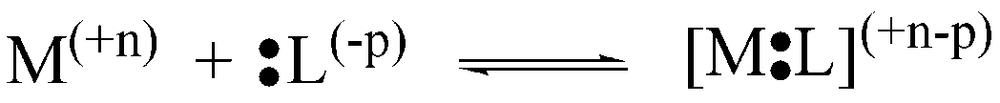 M(+n) + :L(-p) ⇌ [M:L](+n-p)